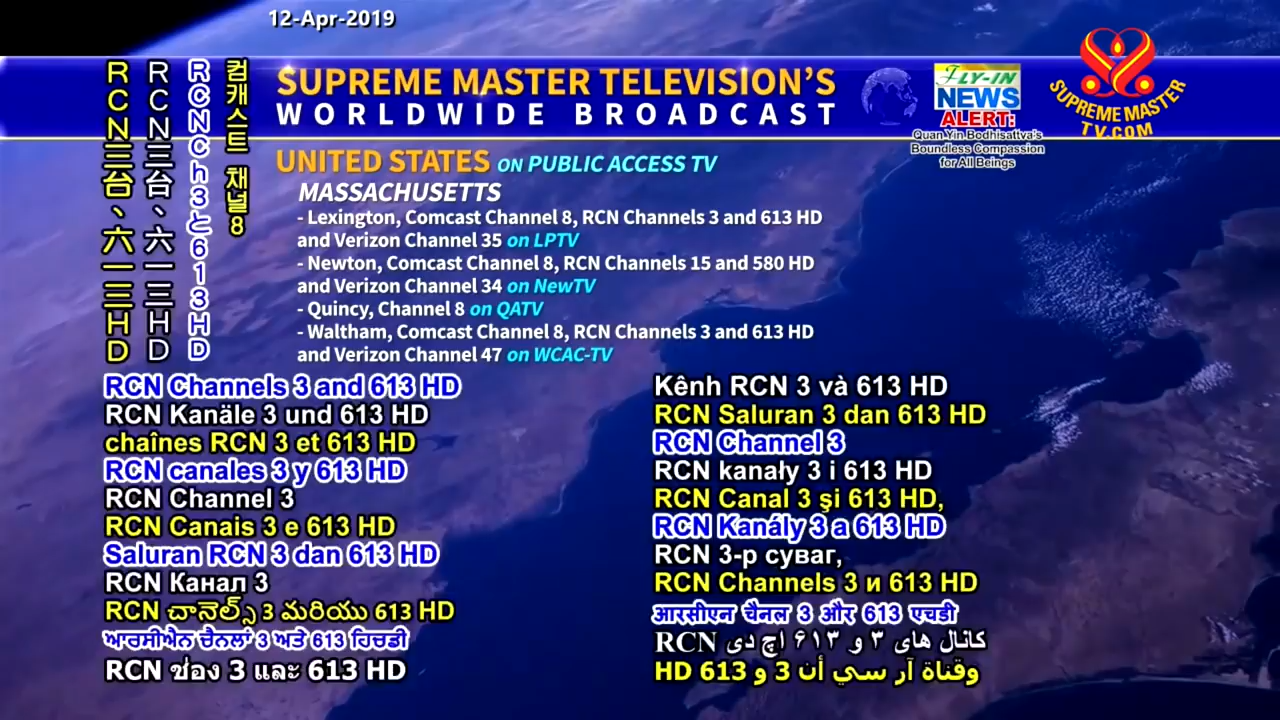 12-Apr-2019
SUPREME MASTER TELEVISION'S
WORLDWIDE BROADCAST
FLY-IN
NEWS
ALERT:
Quan Yin Bodhisattva's
Boundless Compassion
for All Beings
SUPREME MASTER
TV.COM
RCN三台、六一三HD
RCN三台、六一三HD
RCNCh3と613HD
컴캐스트 채널8
UNITED STATES ON PUBLIC ACCESS TV
MASSACHUSETTS
- Lexington, Comcast Channel 8, RCN Channels 3 and 613 HD
and Verizon Channel 35 on LPTV
- Newton, Comcast Channel 8, RCN Channels 15 and 580 HD
and Verizon Channel 34 on NewTV
- Quincy, Channel 8 on QATV
- Waltham, Comcast Channel 8, RCN Channels 3 and 613 HD
and Verizon Channel 47 on WCAC-TV
RCN Channels 3 and 613 HD
RCN Kanäle 3 und 613 HD
chaînes RCN 3 et 613 HD
RCN canales 3 y 613 HD
RCN Channel 3
RCN Canais 3 e 613 HD
Saluran RCN 3 dan 613 HD
RCN Канал 3
RCN చానెల్స్ 3 మరియు 613 HD
ਆਰਸੀਐਨ ਚੈਨਲਾਂ 3 ਅਤੇ 613 ਹਿਚਡੀ
RCN ช่อง 3 และ 613 HD
Kênh RCN 3 và 613 HD
RCN Saluran 3 dan 613 HD
RCN Channel 3
RCN kanały 3 i 613 HD
RCN Canal 3 şi 613 HD,
RCN Kanály 3 a 613 HD
RCN 3-р суваг,
RCN Channels 3 и 613 HD
आरसीएन चैनल 3 और 613 एचडी
کانال های ۳ و ۶۱۳ اچ دی RCN
وقناة آر سي أن 3 و 613 HD